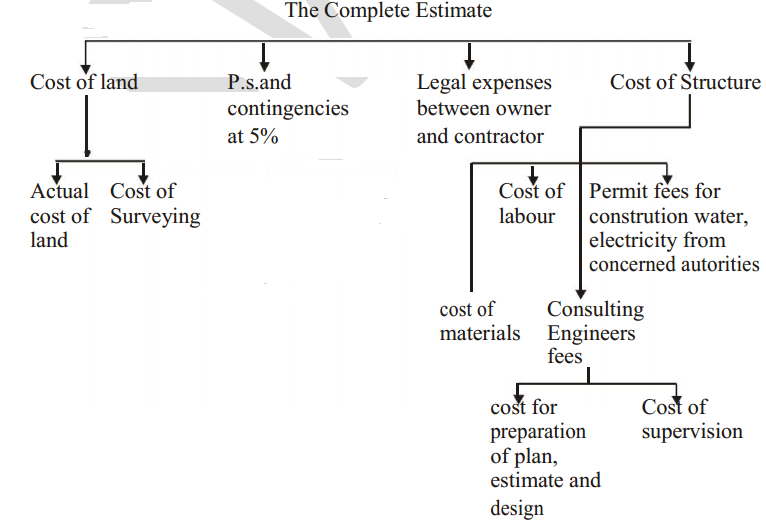 The Complete Estimate
Cost of land
P.s.and
contingencies
at 5%
Legal expenses
between owner
and contractor
Cost of Structure
Actual
cost of
land
Cost of
Surveying
Cost of
labour
Permit fees for
constrution water,
electricity from
concerned autorities
cost of
materials
Consulting
Engineers
fees
cost for
preparation
of plan,
estimate and
design
Cost of
supervision